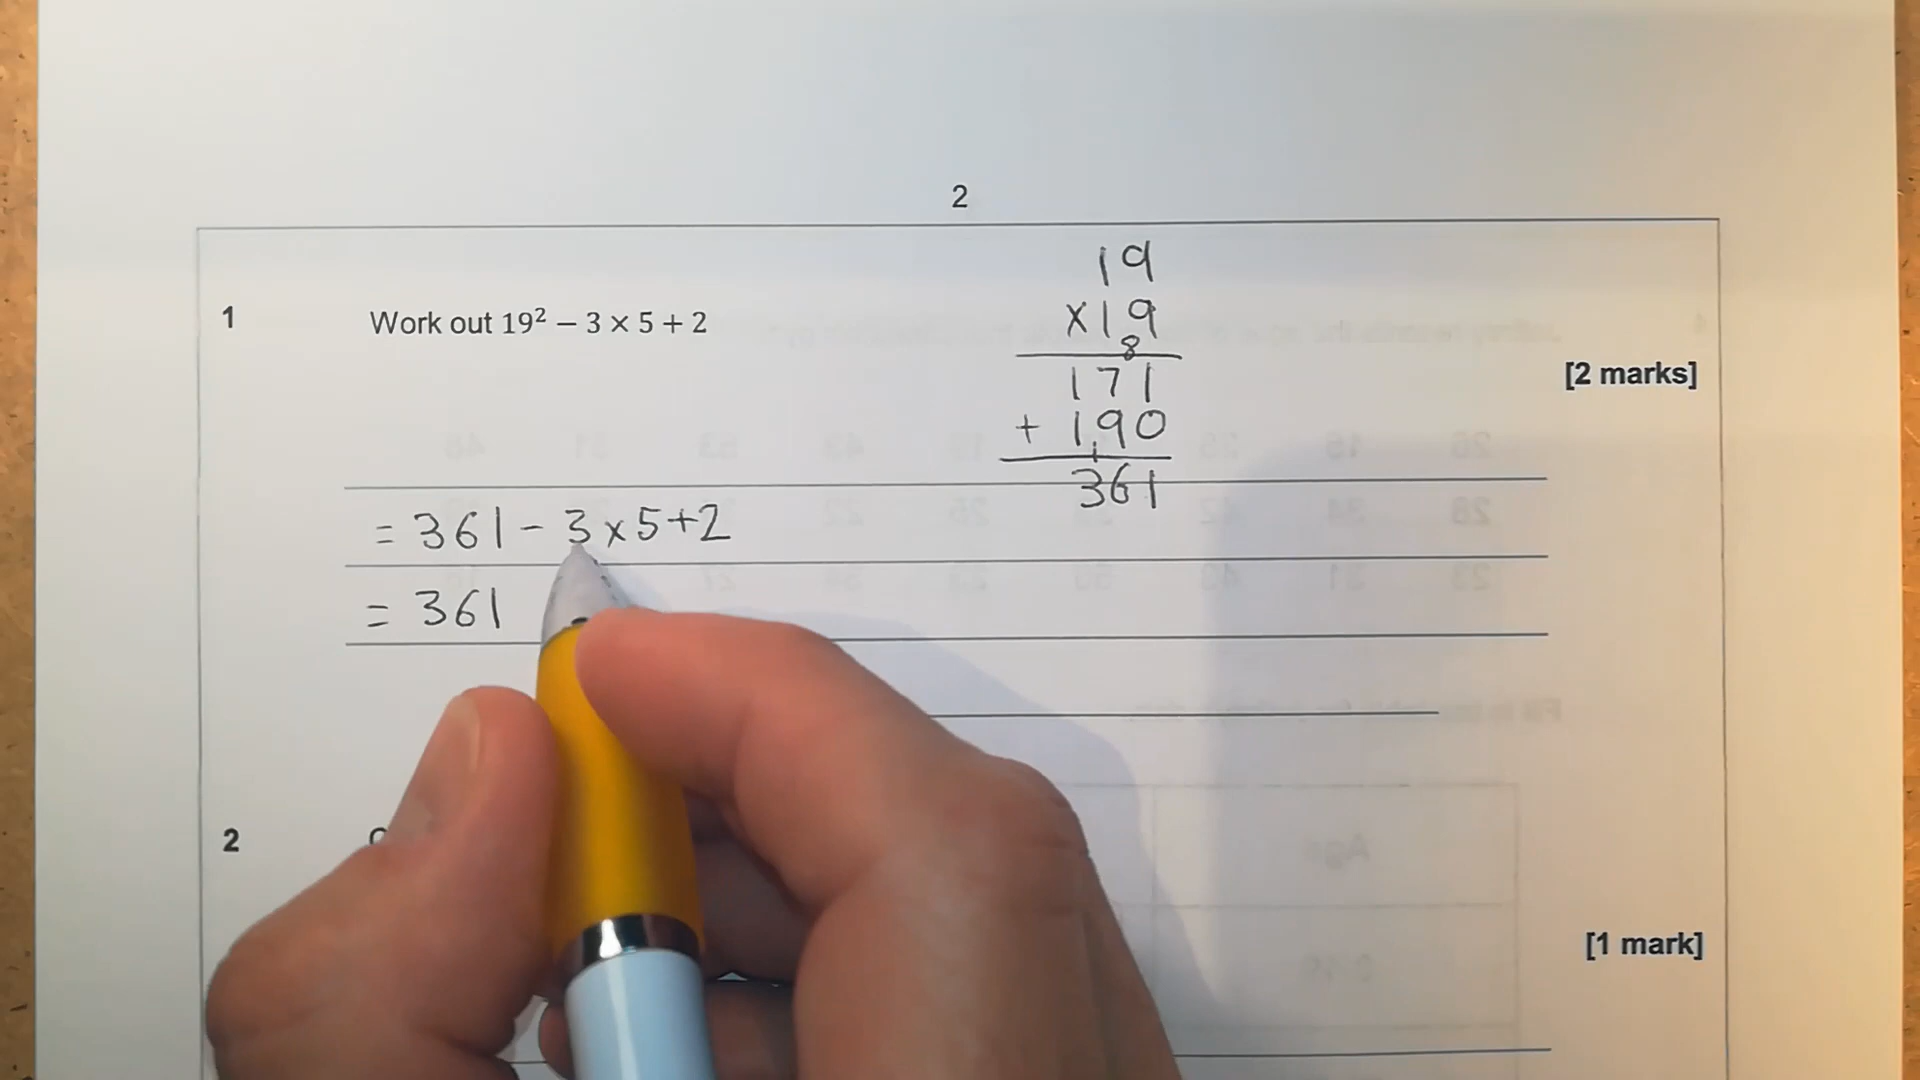 2
1 Work out 19² − 3 × 5 + 2
19
×19
8
171
+ 190
1
361
[2 marks]
= 361 − 3 × 5 + 2
= 361
2
[1 mark]